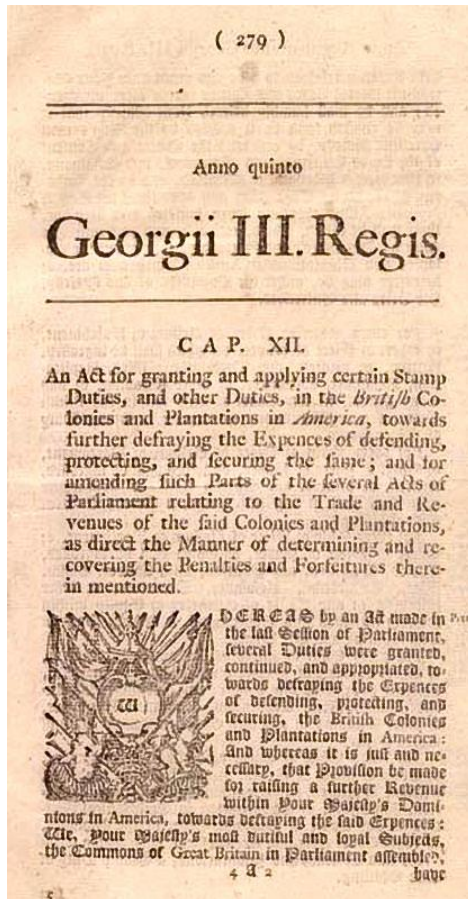 ( 279 )
Anno quinto
Georgii III. Regis.
CAP. XII.
An Act for granting and applying certain Stamp
Duties, and other Duties, in the British Co-
lonies and Plantations in America, towards
further defraying the Expences of defending,
protecting, and securing the same; and for
amending such Parts of the several Acts of
Parliament relating to the Trade and Re-
venues of the said Colonies and Plantations,
as direct the Manner of determining and re-
covering the Penalties and Forfeitures there-
in mentioned.
WHEREAS by an Act made in
the last Session of Parliament,
several Duties were granted,
continued, and appropriated, to-
wards defraying the Expences
of defending, protecting, and
securing, the British Colonies
and Plantations in America:
And whereas it is just and ne-
cessary, that Provision be made
for raising a further Revenue
within Your Majesty's Domi-
nions in America, towards defraying the said Expences:
We, Your Majesty's most dutiful and loyal Subjects,
the Commons of Great Britain in Parliament assembled,
4 A 2 have